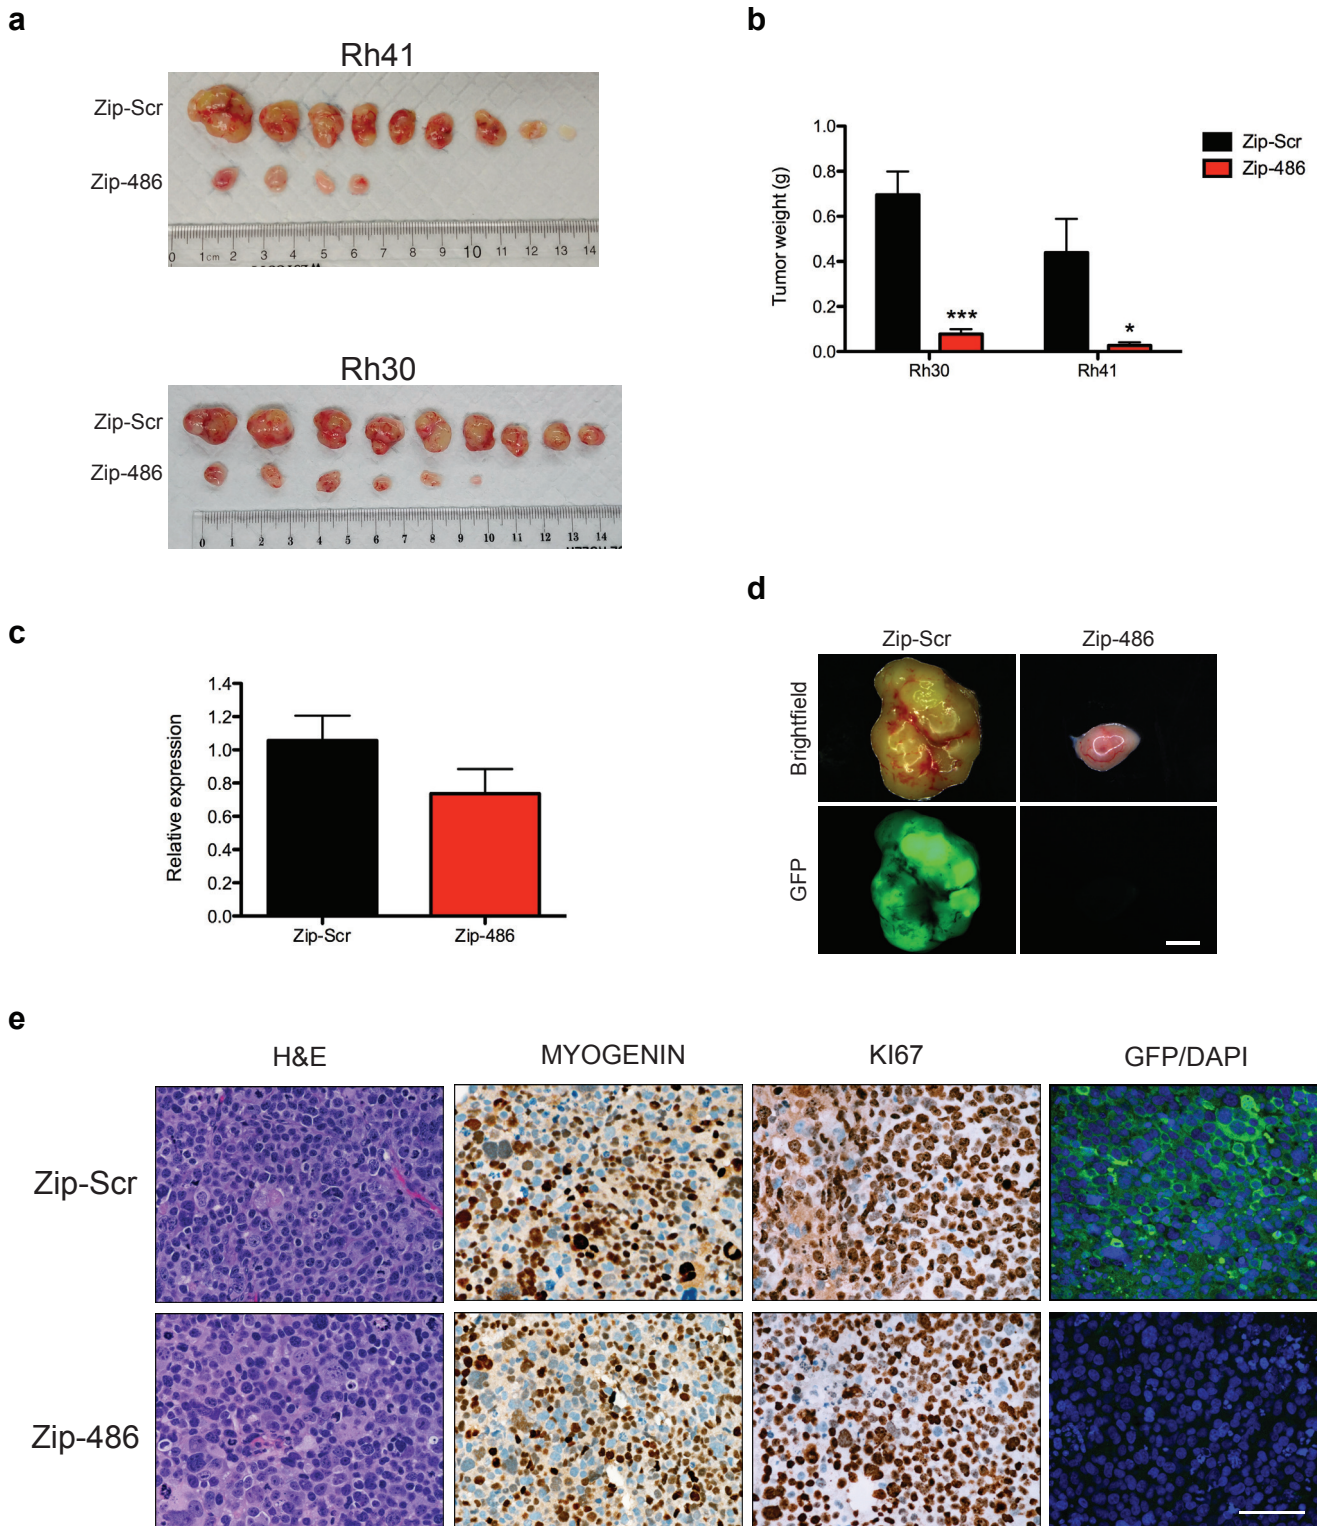 a
Rh41
Zip-Scr
Zip-486
0 1cm 2 3 4 5 6 7 8 9 10 11 12 13 14
Rh30
Zip-Scr
Zip-486
0 1 2 3 4 5 6 7 8 9 10 11 12 13 14
b
Tumor weight (g)
1.0
0.8
0.6
0.4
0.2
0.0
***
*
Rh30 Rh41
Zip-Scr
Zip-486
c
Relative expression
1.4
1.2
1.0
0.8
0.6
0.4
0.2
0.0
Zip-Scr Zip-486
d
Zip-Scr Zip-486
Brightfield
GFP
e
H&E MYOGENIN KI67 GFP/DAPI
Zip-Scr
Zip-486